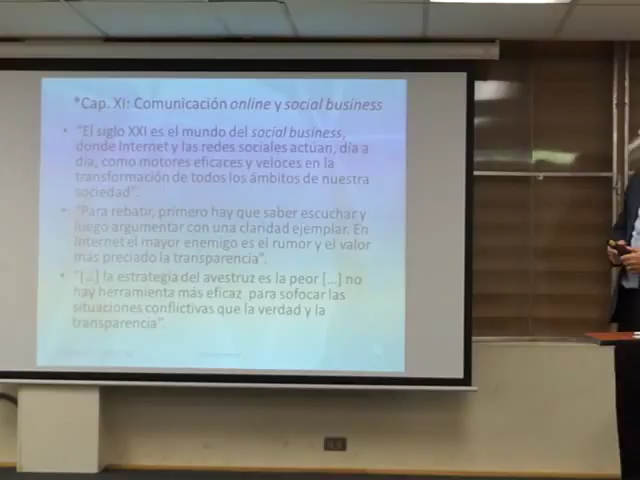 *Cap. XI: Comunicación online y social business
• "El siglo XXI es el mundo del social business,
donde Internet y las redes sociales actúan, día a
día, como motores eficaces y veloces en la
transformación de todos los ámbitos de nuestra
sociedad".
• "Para rebatir, primero hay que saber escuchar y
luego argumentar con una claridad ejemplar. En
Internet el mayor enemigo es el rumor y el valor
más preciado la transparencia".
• "[...] la estrategia del avestruz es la peor [...] no
hay herramienta más eficaz para sofocar las
situaciones conflictivas que la verdad y la
transparencia".